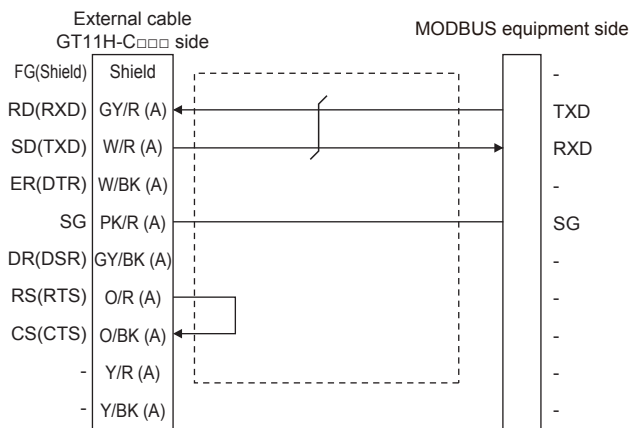 External cable
GT11H-C□□□ side
MODBUS equipment side
FG(Shield) Shield -
RD(RXD) GY/R (A) TXD
SD(TXD) W/R (A) RXD
ER(DTR) W/BK (A) -
SG PK/R (A) SG
DR(DSR) GY/BK (A) -
RS(RTS) O/R (A) -
CS(CTS) O/BK (A) -
- Y/R (A) -
- Y/BK (A) -